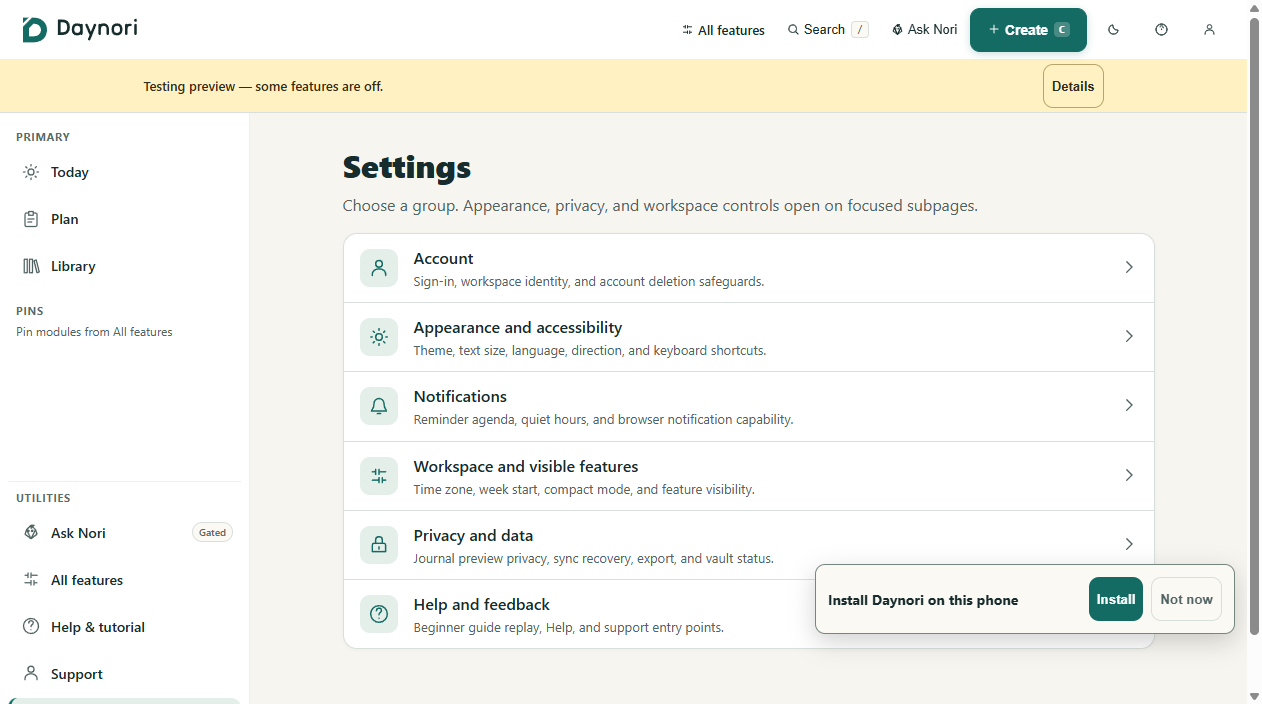 Daynori
All features
Search /
Ask Nori
+ Create C
Testing preview — some features are off.
Details
PRIMARY
Today
Plan
Library
PINS
Pin modules from All features
UTILITIES
Ask Nori
Gated
All features
Help & tutorial
Support
Settings
Choose a group. Appearance, privacy, and workspace controls open on focused subpages.
Account
Sign-in, workspace identity, and account deletion safeguards.
Appearance and accessibility
Theme, text size, language, direction, and keyboard shortcuts.
Notifications
Reminder agenda, quiet hours, and browser notification capability.
Workspace and visible features
Time zone, week start, compact mode, and feature visibility.
Privacy and data
Journal preview privacy, sync recovery, export, and vault status.
Help and feedback
Beginner guide replay, Help, and support entry points.
Install Daynori on this phone
Install
Not now